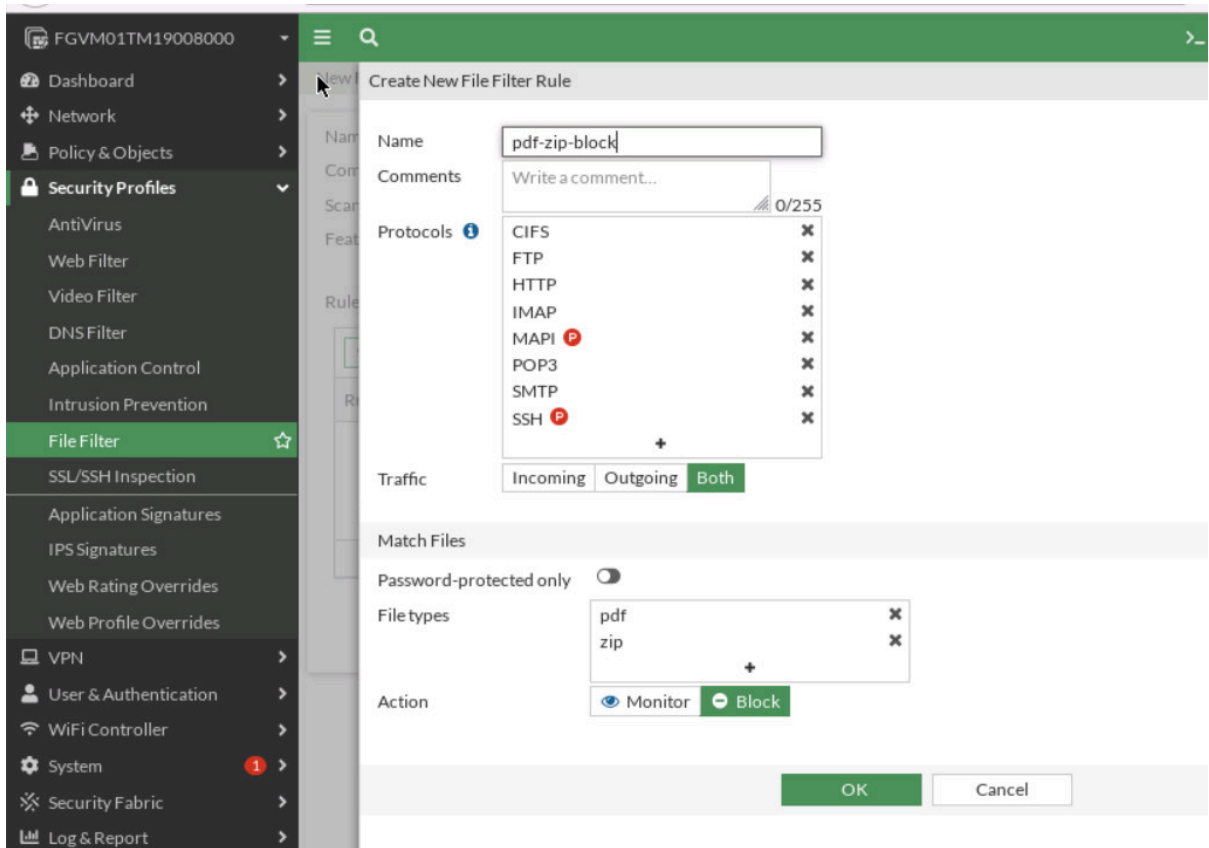 FGVM01TM19008000
>_
Dashboard
Network
Policy & Objects
Security Profiles
AntiVirus
Web Filter
Video Filter
DNS Filter
Application Control
Intrusion Prevention
File Filter
SSL/SSH Inspection
Application Signatures
IPS Signatures
Web Rating Overrides
Web Profile Overrides
VPN
User & Authentication
WiFi Controller
System 1
Security Fabric
Log & Report
Create New File Filter Rule
Name pdf-zip-block
Comments Write a comment...
0/255
Protocols CIFS
FTP
HTTP
IMAP
MAPI P
POP3
SMTP
SSH P
Traffic Incoming Outgoing Both
Match Files
Password-protected only
File types pdf
zip
Action Monitor Block
OK Cancel